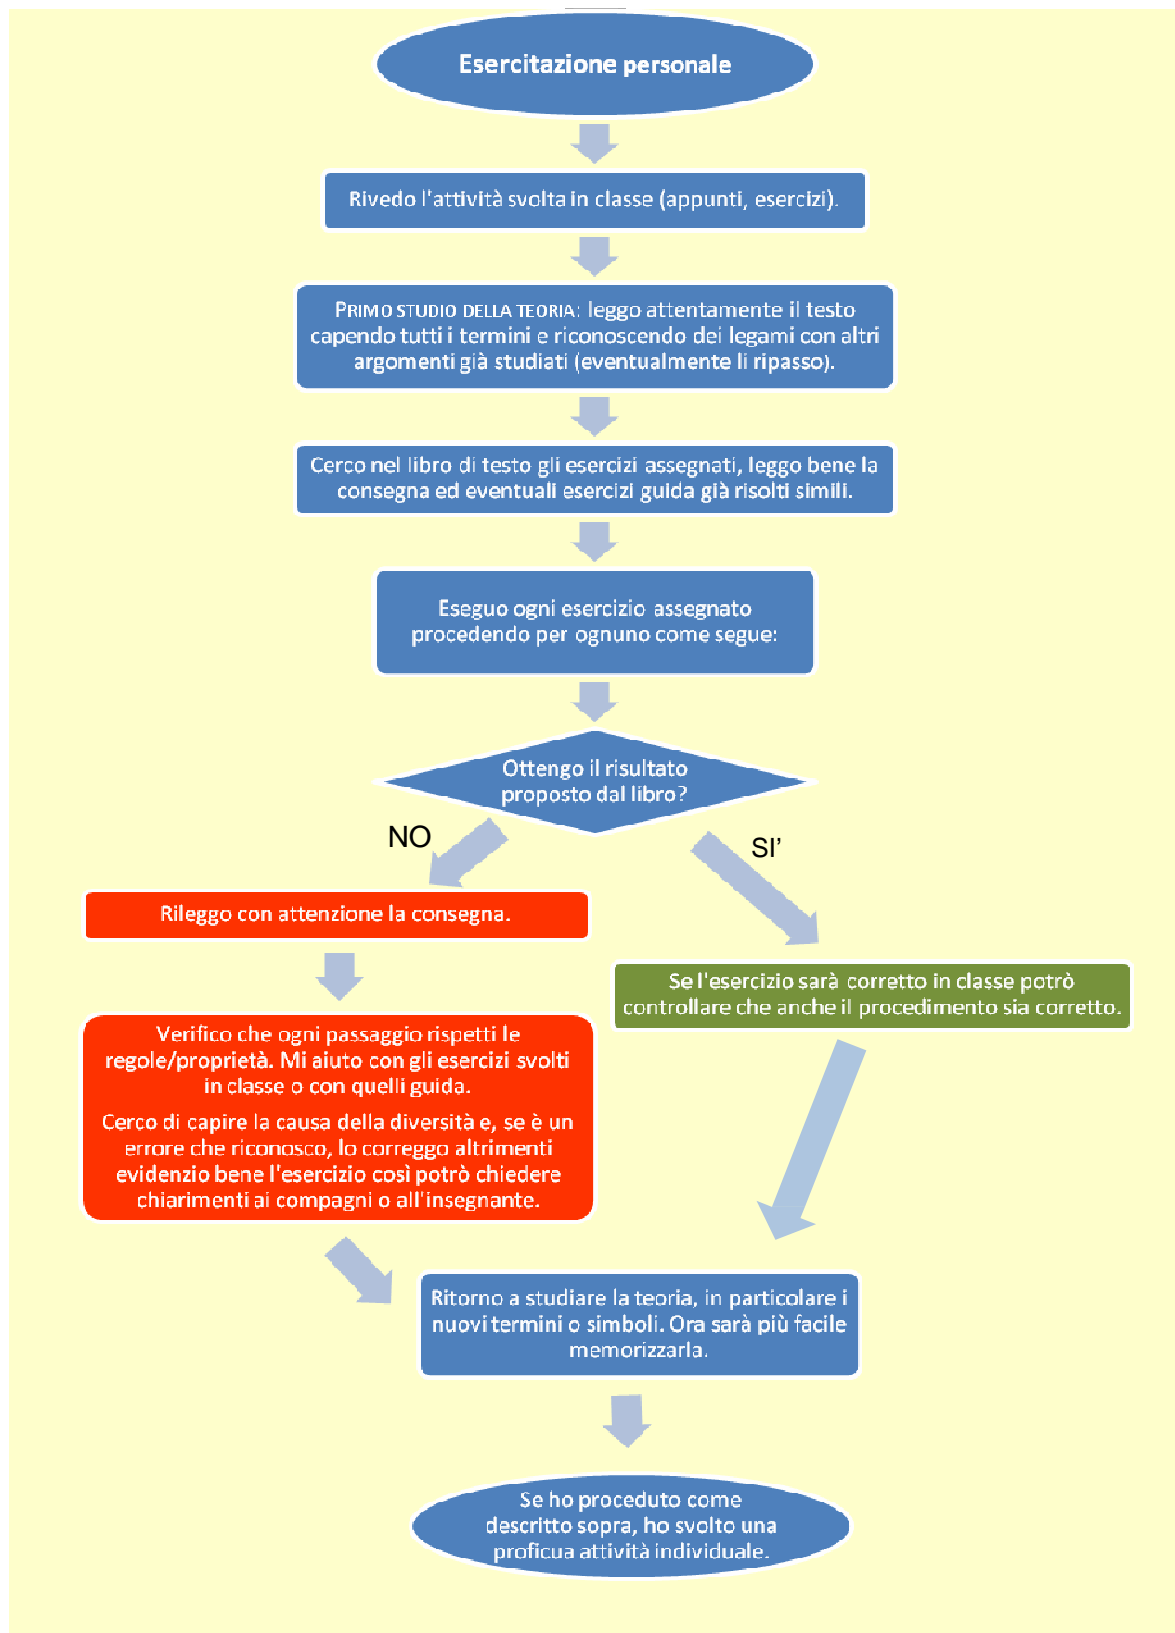 Esercitazione personale
Rivedo l'attività svolta in classe (appunti, esercizi).
PRIMO STUDIO DELLA TEORIA: leggo attentamente il testo
capendo tutti i termini e riconoscendo dei legami con altri
argomenti già studiati (eventualmente li ripasso).
Cerco nel libro di testo gli esercizi assegnati, leggo bene la
consegna ed eventuali esercizi guida già risolti simili.
Eseguo ogni esercizio assegnato
procedendo per ognuno come segue:
Ottengo il risultato
proposto dal libro?
NO
SI’
Rileggo con attenzione la consegna.
Se l'esercizio sarà corretto in classe potrò
controllare che anche il procedimento sia corretto.
Verifico che ogni passaggio rispetti le
regole/proprietà. Mi aiuto con gli esercizi svolti
in classe o con quelli guida.
Cerco di capire la causa della diversità e, se è un
errore che riconosco, lo correggo altrimenti
evidenzio bene l'esercizio così potrò chiedere
chiarimenti ai compagni o all'insegnante.
Ritorno a studiare la teoria, in particolare i
nuovi termini o simboli. Ora sarà più facile
memorizzarla.
Se ho proceduto come
descritto sopra, ho svolto una
proficua attività individuale.